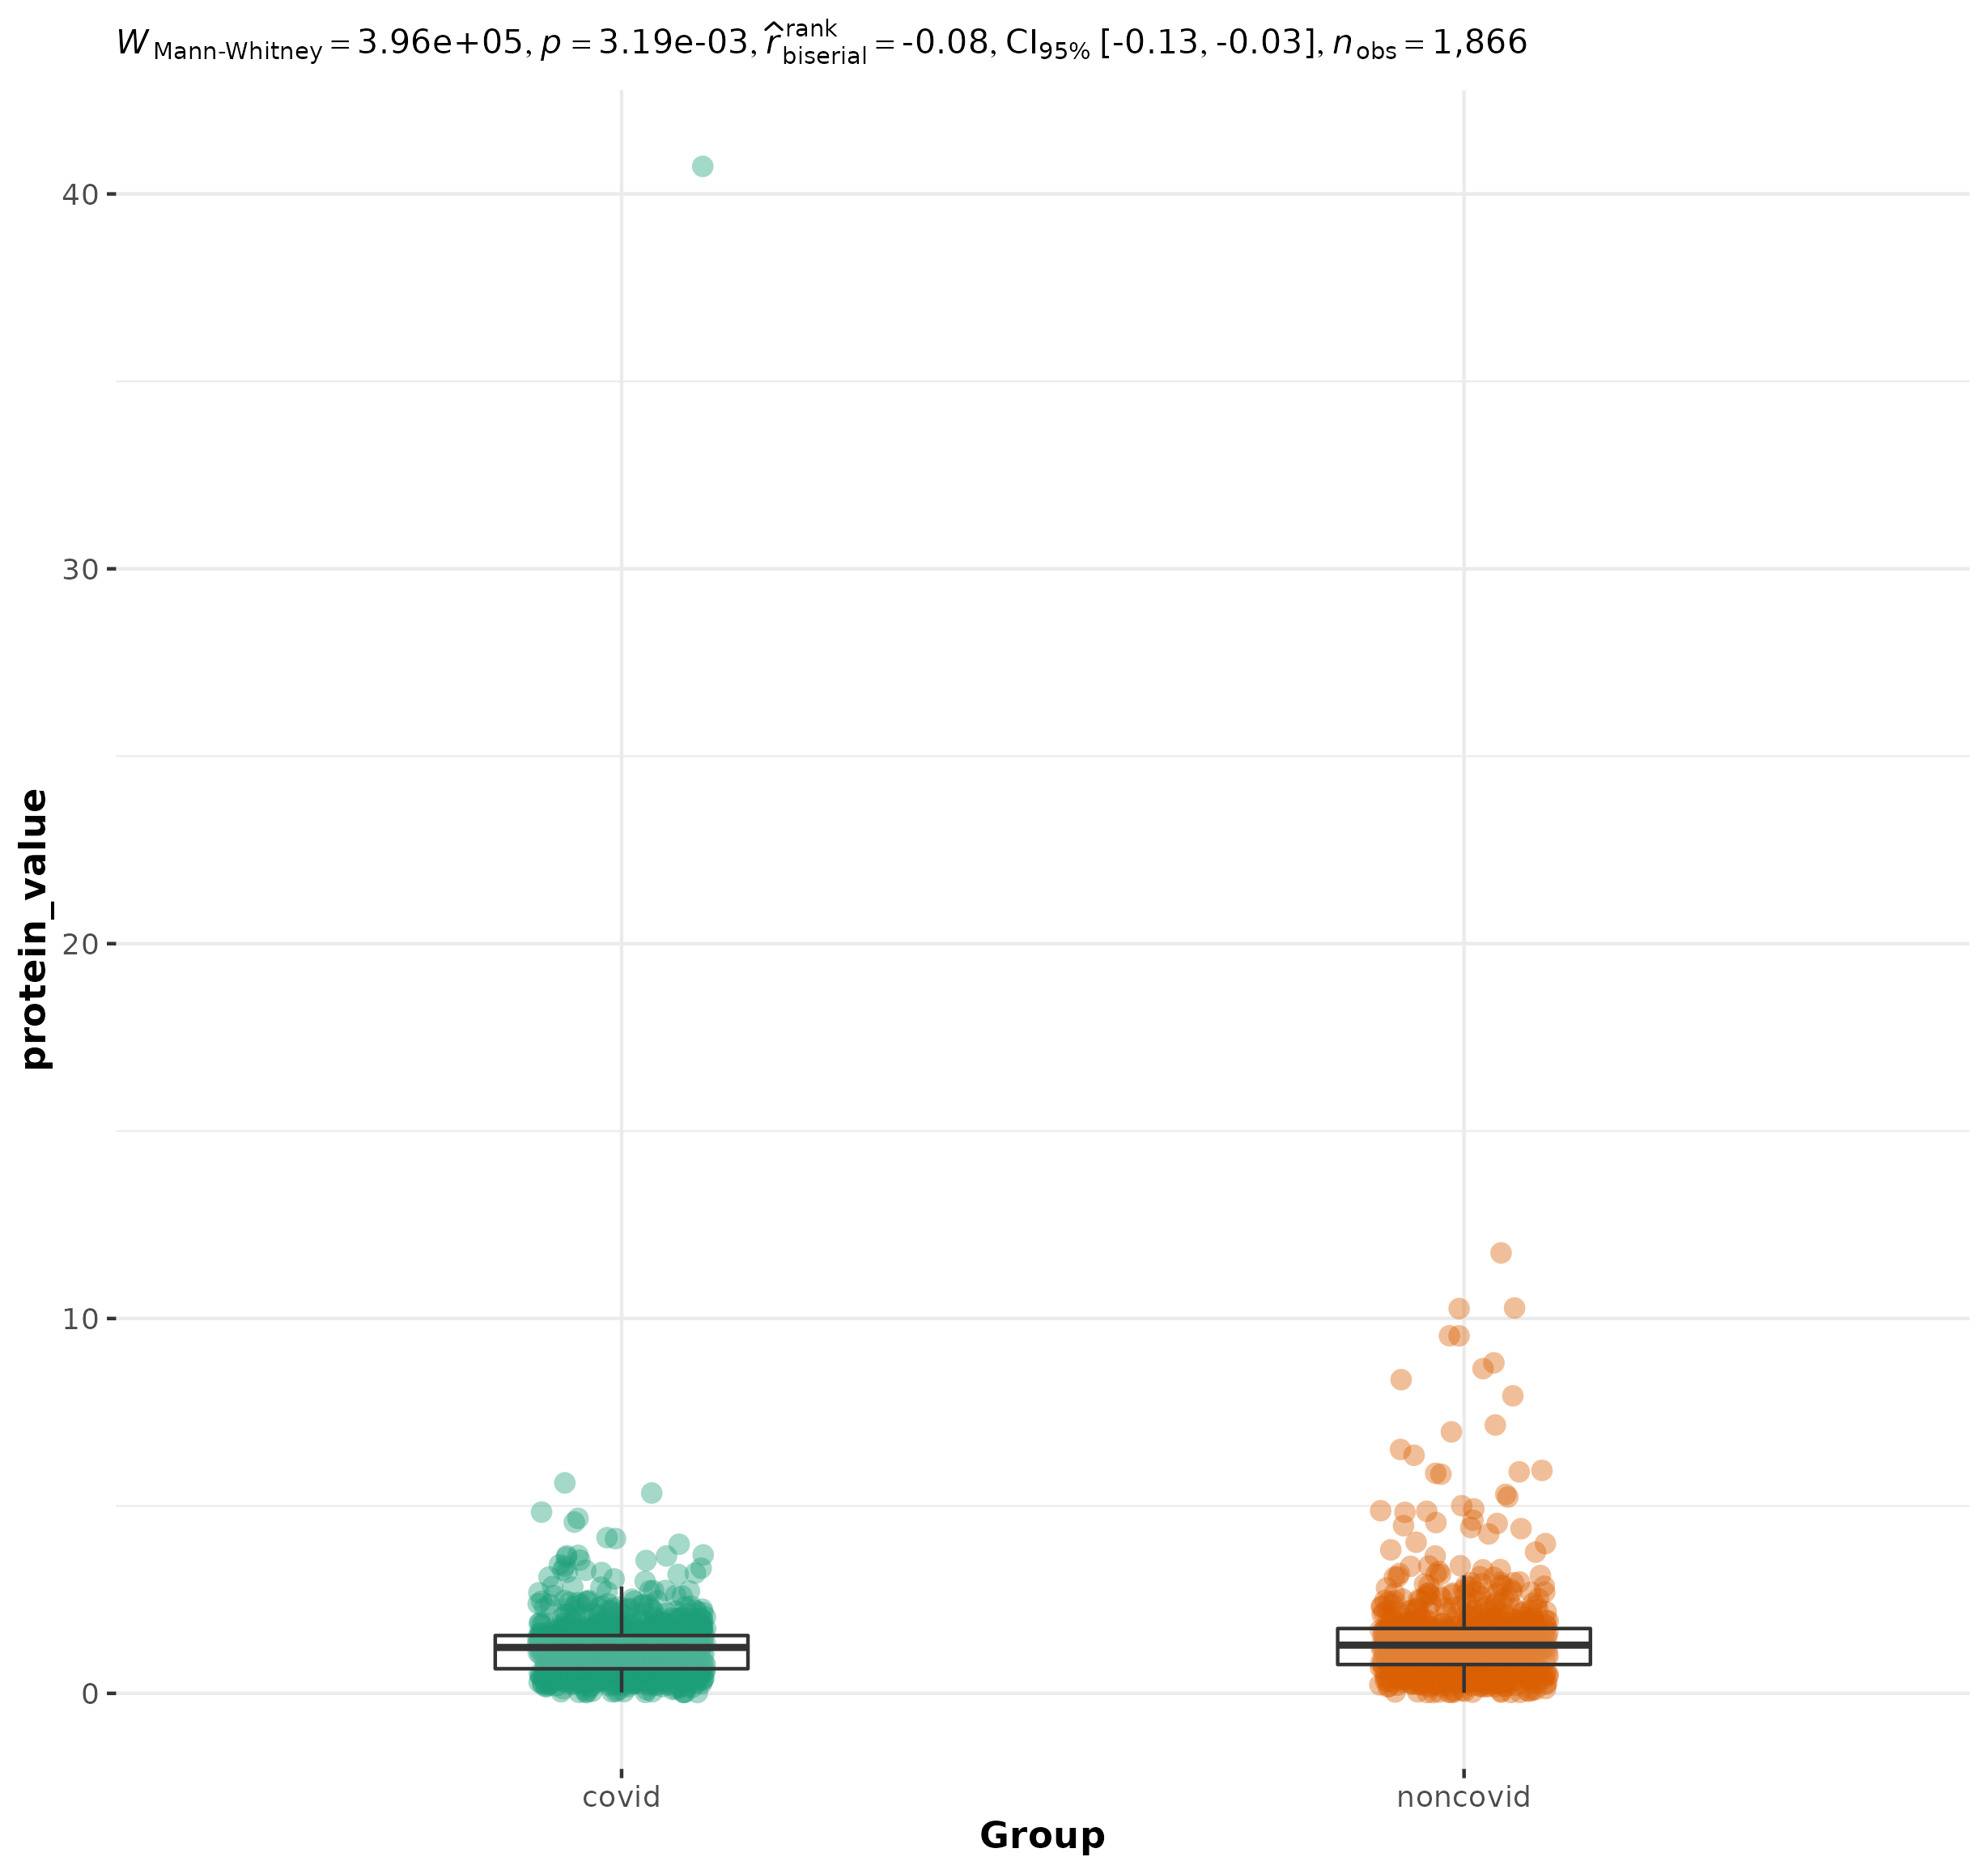 W Mann-Whitney = 3.96e+05, p = 3.19e-03, r̂ rank biserial = -0.08, CI95% [-0.13, -0.03], n obs = 1,866
40
30
20
10
0
protein_value
covid
noncovid
Group